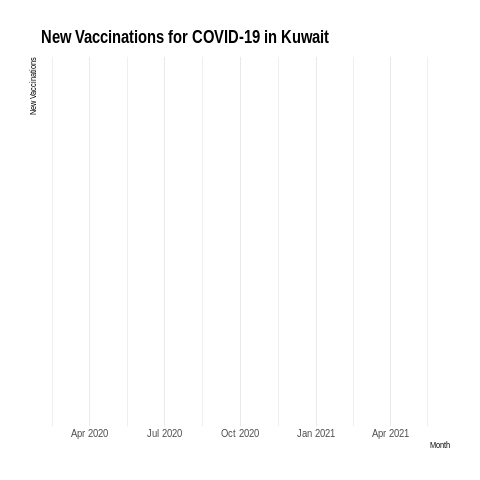 New Vaccinations for COVID-19 in Kuwait
New Vaccinations
Apr 2020 Jul 2020 Oct 2020 Jan 2021 Apr 2021
Month